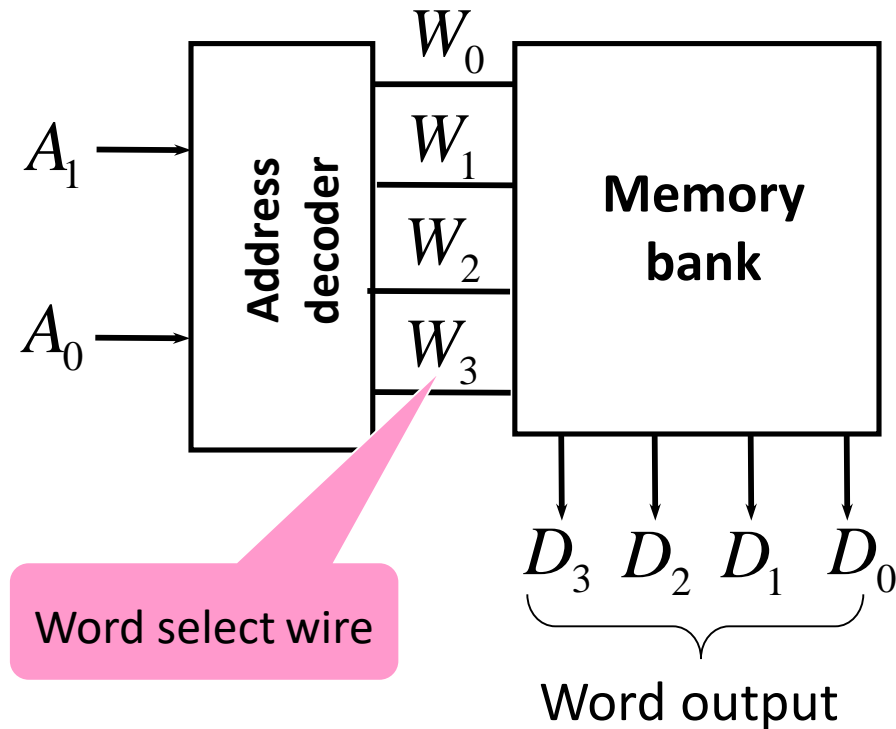 W0
A1
W1
Address
decoder
Memory
bank
W2
A0
W3
D3 D2 D1 D0
Word select wire
Word output